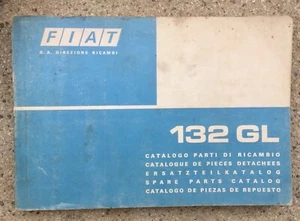 FIAT
S.A. DIREZIONE RICAMBI
132 GL
CATALOGO PARTI DI RICAMBIO
CATALOGUE DE PIECES DETACHEES
ERSATZTEILKATALOG
SPARE PARTS CATALOG
CATALOGO DE PIEZAS DE REPUESTO